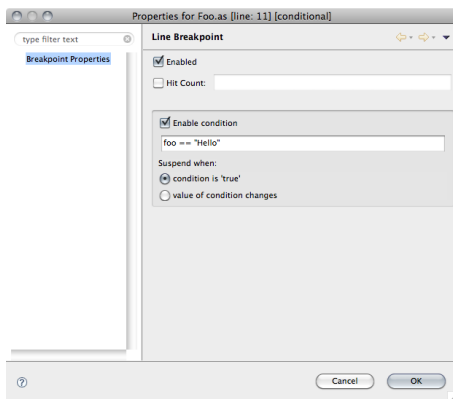 Properties for Foo.as [line: 11] [conditional]
type filter text
Breakpoint Properties
Line Breakpoint
Enabled
Hit Count:
Enable condition
foo == "Hello"
Suspend when:
condition is 'true'
value of condition changes
?
Cancel
OK